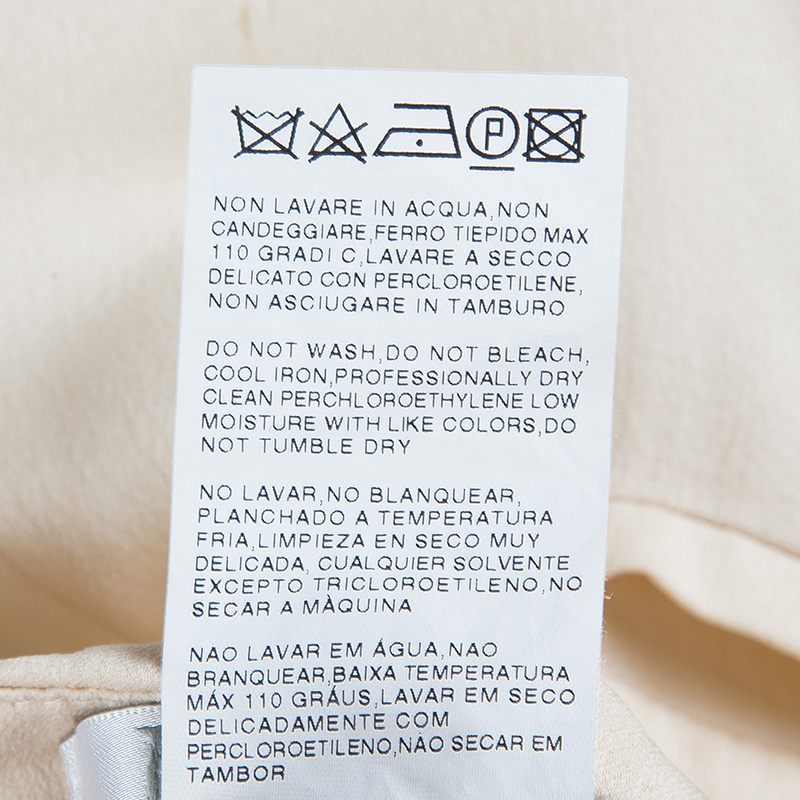 P
NON LAVARE IN ACQUA,NON
CANDEGGIARE,FERRO TIEPIDO MAX
110 GRADI C,LAVARE A SECCO
DELICATO CON PERCLOROETILENE,
NON ASCIUGARE IN TAMBURO
DO NOT WASH,DO NOT BLEACH,
COOL IRON,PROFESSIONALLY DRY
CLEAN PERCHLOROETHYLENE LOW
MOISTURE WITH LIKE COLORS,DO
NOT TUMBLE DRY
NO LAVAR,NO BLANQUEAR,
PLANCHADO A TEMPERATURA
FRIA,LIMPIEZA EN SECO MUY
DELICADA, CUALQUIER SOLVENTE
EXCEPTO TRICLOROETILENO,NO
SECAR A MÀQUINA
NAO LAVAR EM ÁGUA,NAO
BRANQUEAR,BAIXA TEMPERATURA
MÁX 110 GRÁUS,LAVAR EM SECO
DELICADAMENTE COM
PERCLOROETILENO,NÃO SECAR EM
TAMBOR